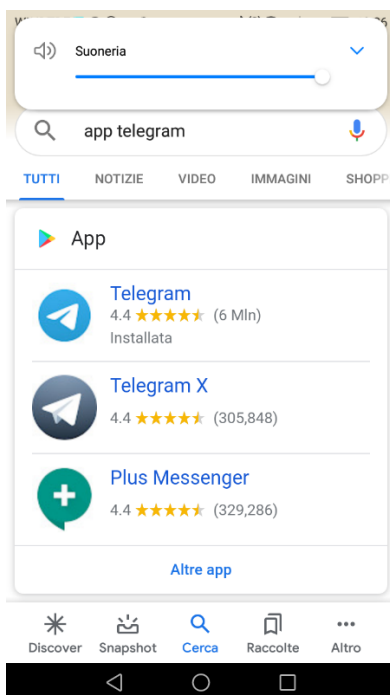 Suoneria
app telegram
TUTTI NOTIZIE VIDEO IMMAGINI SHOPP
App
Telegram
4.4 ★★★★★ (6 Mln)
Installata
Telegram X
4.4 ★★★★★ (305,848)
Plus Messenger
4.4 ★★★★★ (329,286)
Altre app
Discover Snapshot Cerca Raccolte Altro